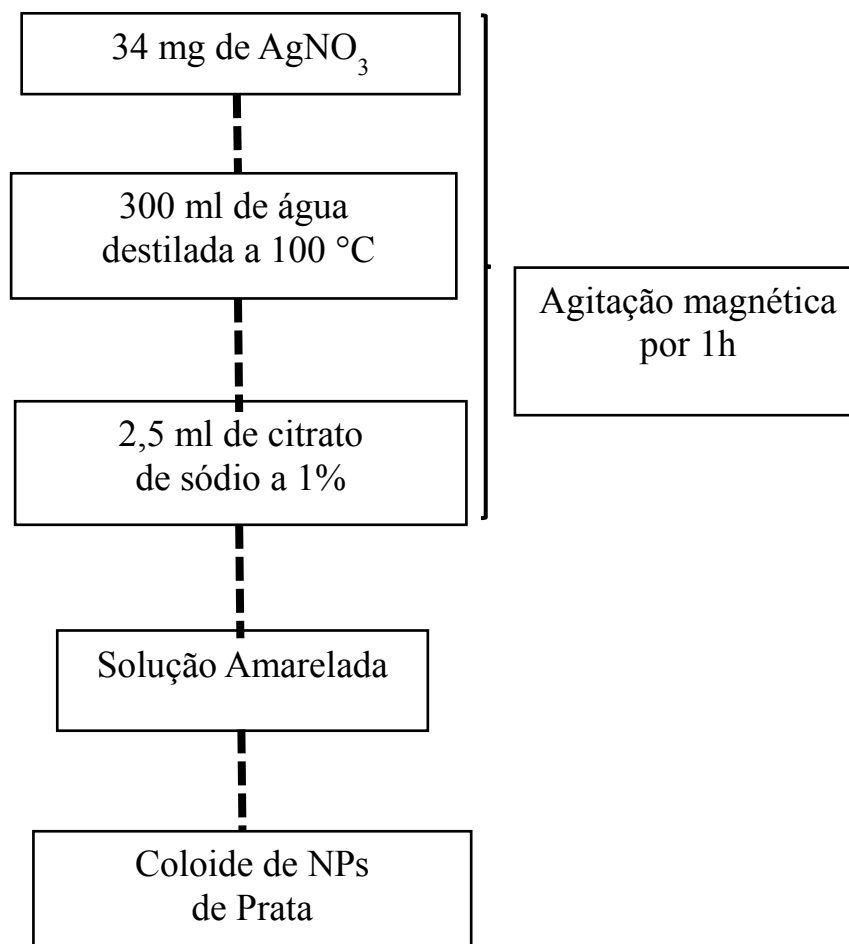 34 mg de AgNO₃
300 ml de água
destilada a 100 °C
Agitação magnética
por 1h
2,5 ml de citrato
de sódio a 1%
Solução Amarelada
Coloide de NPs
de Prata